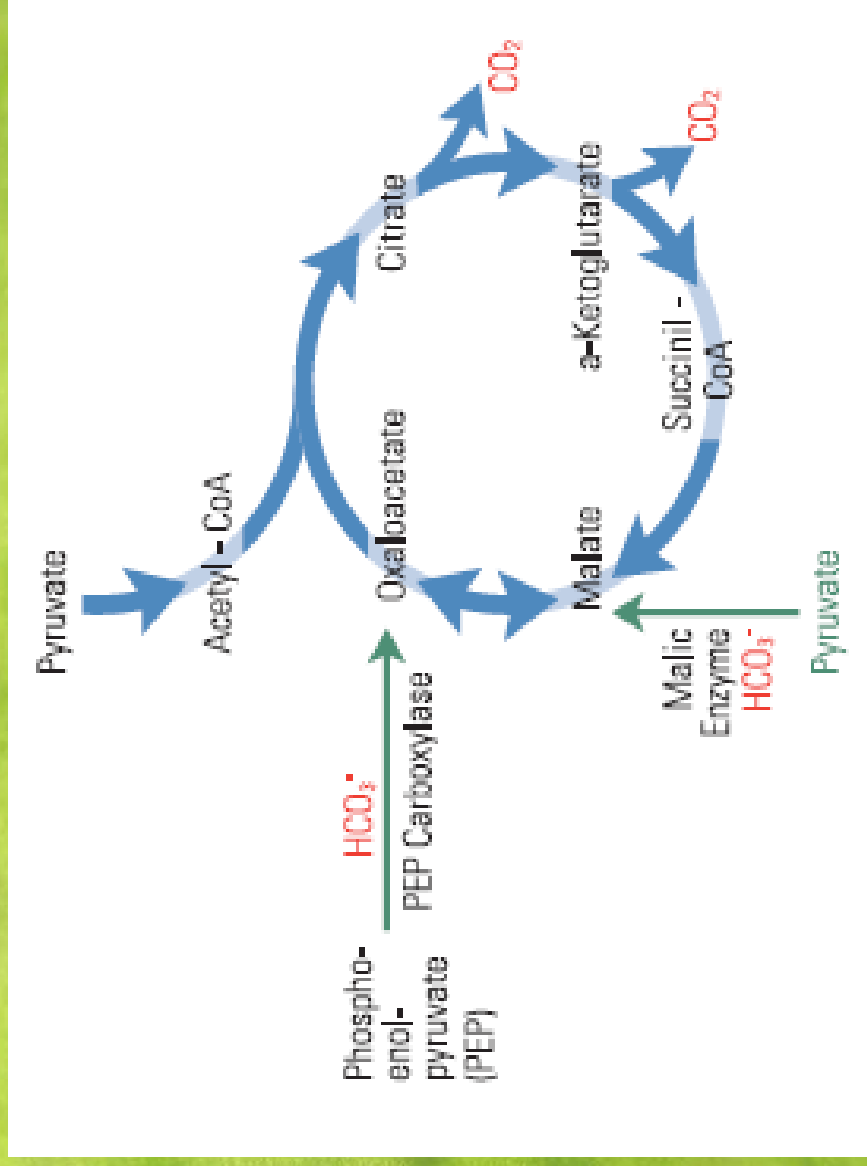 Pyruvate
Acetyl - CoA
Phospho-
enol-
pyruvate
(PEP)
HCO₃⁻
PEP Carboxylase
Oxaloacetate
Citrate
CO₂
Malate
a-Ketoglutarate
CO₂
Succinil -
CoA
Malic
Enzyme
HCO₃⁻
Pyruvate